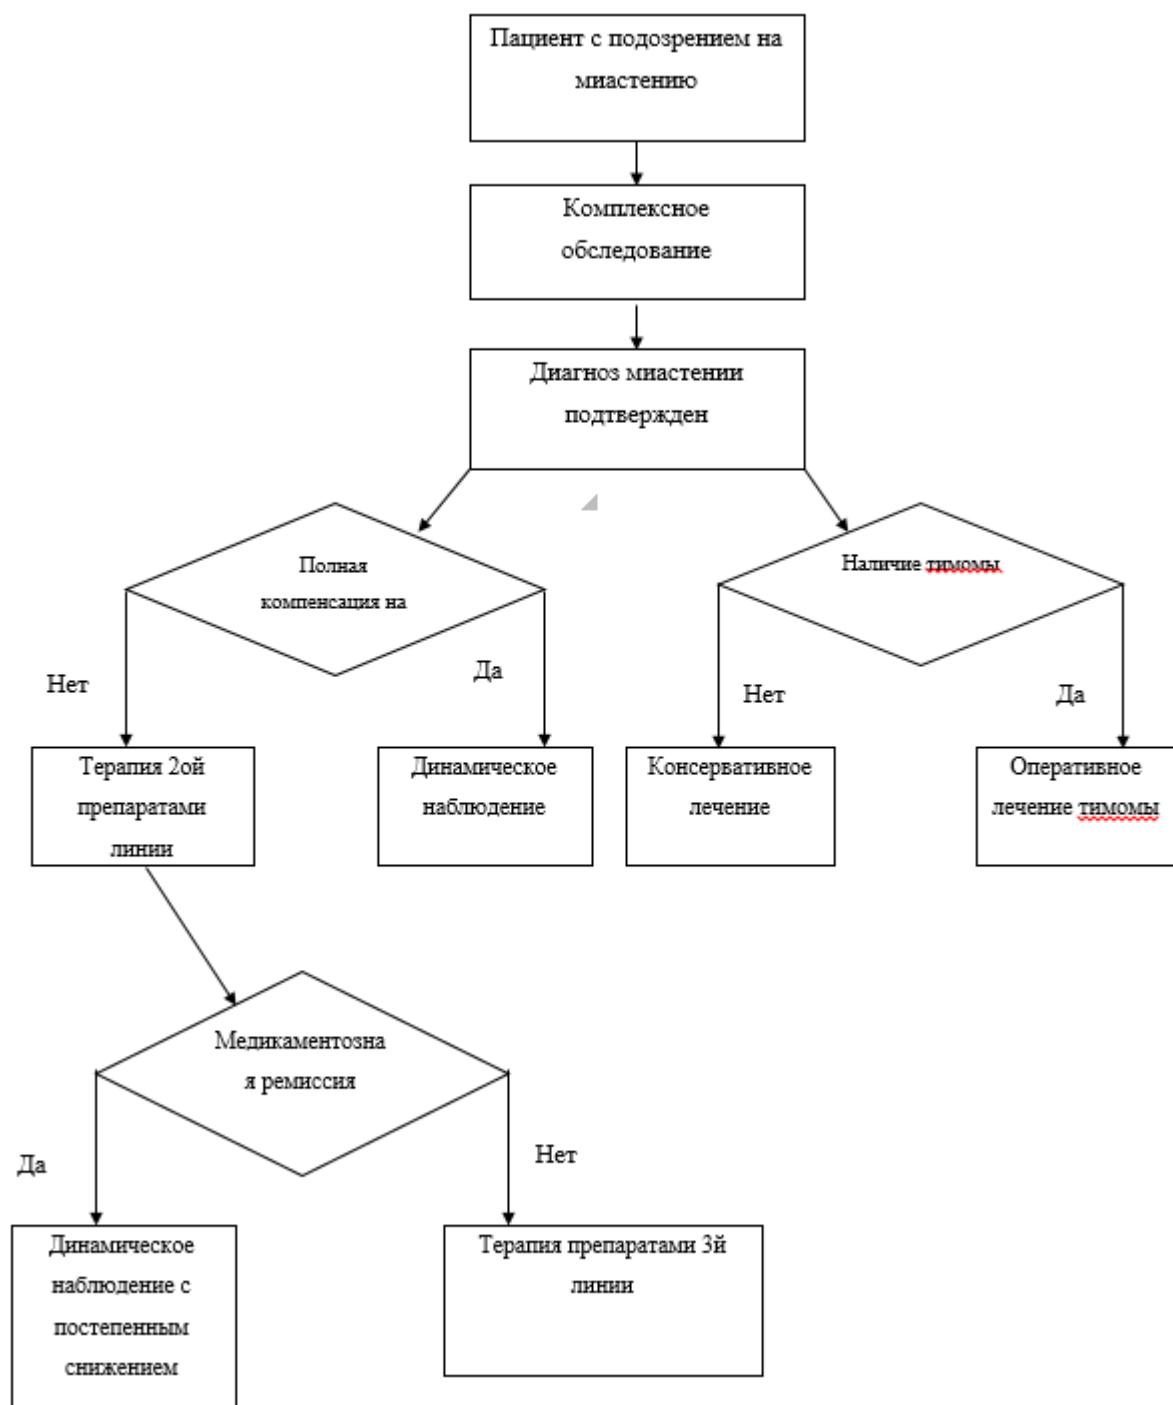 Пациент с подозрением на
миастению
Комплексное
обследование
Диагноз миастении
подтвержден
Полная
компенсация на
Наличие тимомы
Нет
Да
Нет
Да
Терапия 2ой
препаратами
линии
Динамическое
наблюдение
Консервативное
лечение
Оперативное
лечение тимомы
Медикаментозна
я ремиссия
Да
Нет
Динамическое
наблюдение с
постепенным
снижением
Терапия препаратами 3й
линии